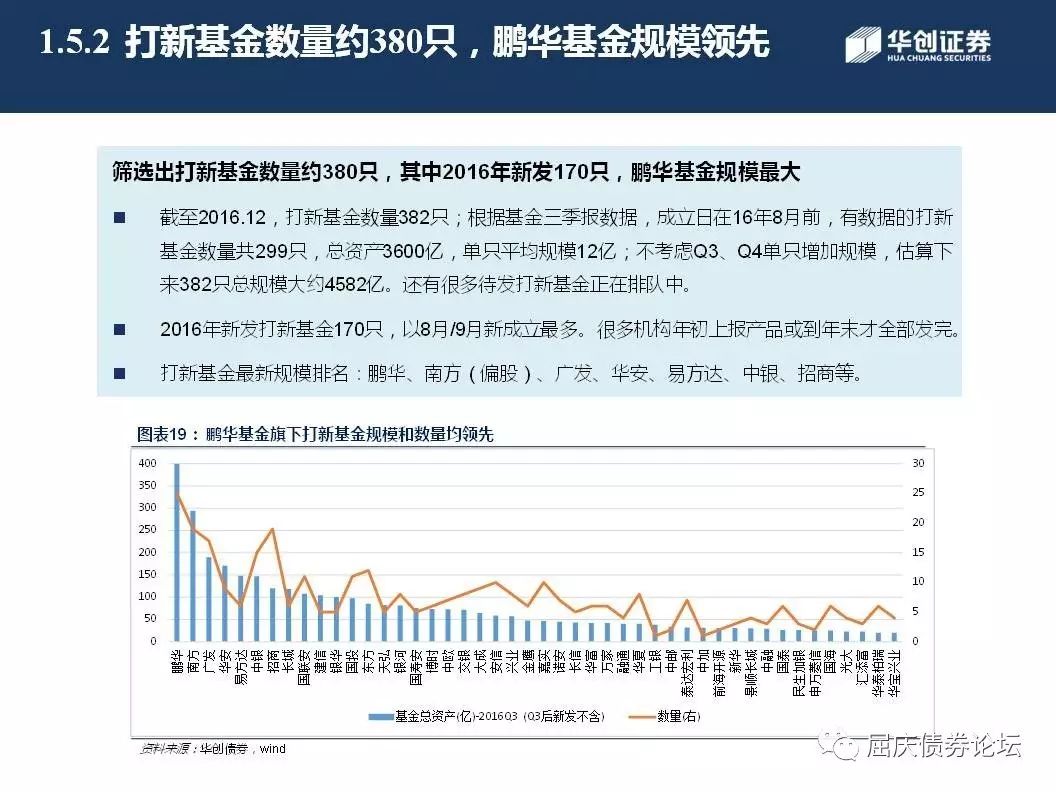 1.5.2 打新基金数量约380只，鹏华基金规模领先
华创证券
HUA CHUANG SECURITIES
筛选出打新基金数量约380只，其中2016年新发170只，鹏华基金规模最大
■ 截至2016.12，打新基金数量382只；根据基金三季报数据，成立日在16年8月前，有数据的打新
基金数量共299只，总资产3600亿，单只平均规模12亿；不考虑Q3、Q4单只增加规模，估算下
来382只总规模大约4582亿。还有很多待发打新基金正在排队中。
■ 2016年新发打新基金170只，以8月/9月新成立最多。很多机构年初上报产品或到年末才全部发完。
■ 打新基金最新规模排名：鹏华、南方（偏股）、广发、华安、易方达、中银、招商等。
图表19： 鹏华基金旗下打新基金规模和数量均领先
400
350
300
250
200
150
100
50
0
30
25
20
15
10
5
0
鹏华
南方
广发
华安
易方达
中银
招商
长城
国联安
建信
银华
国投
东方
天弘
银河
国寿安
博时
中欧
交银
大成
安信
兴业
金鹰
嘉实
诺安
长信
华富
万家
融通
华夏
工银
中邮
泰达宏利
中加
前海开源
新华
景顺长城
中融
国泰
民生加银
申万菱信
国海
光大
汇添富
华泰柏瑞
华宝兴业
基金总资产(亿)-2016Q3 (Q3后新发不含)
数量(右)
资料来源：华创债券，wind
屈庆债券论坛